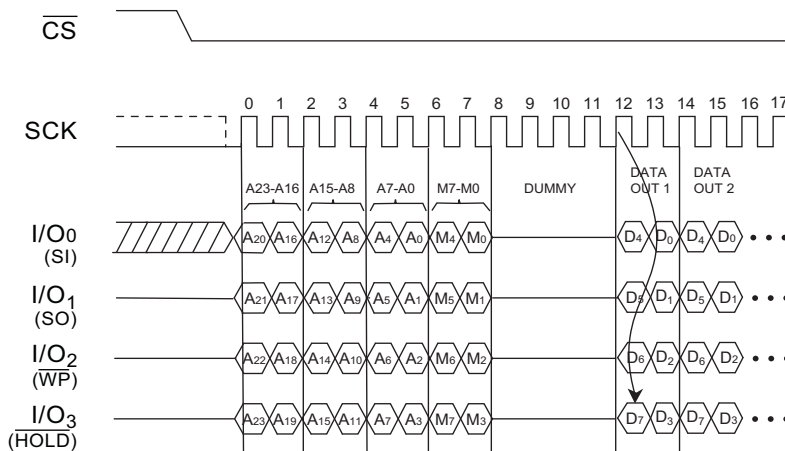 CS
0 1 2 3 4 5 6 7 8 9 10 11 12 13 14 15 16 17
SCK
A23-A16 A15-A8 A7-A0 M7-M0 DUMMY DATA OUT 1 DATA OUT 2
I/O0 A20 A16 A12 A8 A4 A0 M4 M0 D4 D0 D4 D0 • • •
(SI)
I/O1 A21 A17 A13 A9 A5 A1 M5 M1 D5 D1 D5 D1 • • •
(SO)
I/O2 A22 A18 A14 A10 A6 A2 M6 M2 D6 D2 D6 D2 • • •
(WP)
I/O3 A23 A19 A15 A11 A7 A3 M7 M3 D7 D3 D7 D3 • • •
(HOLD)